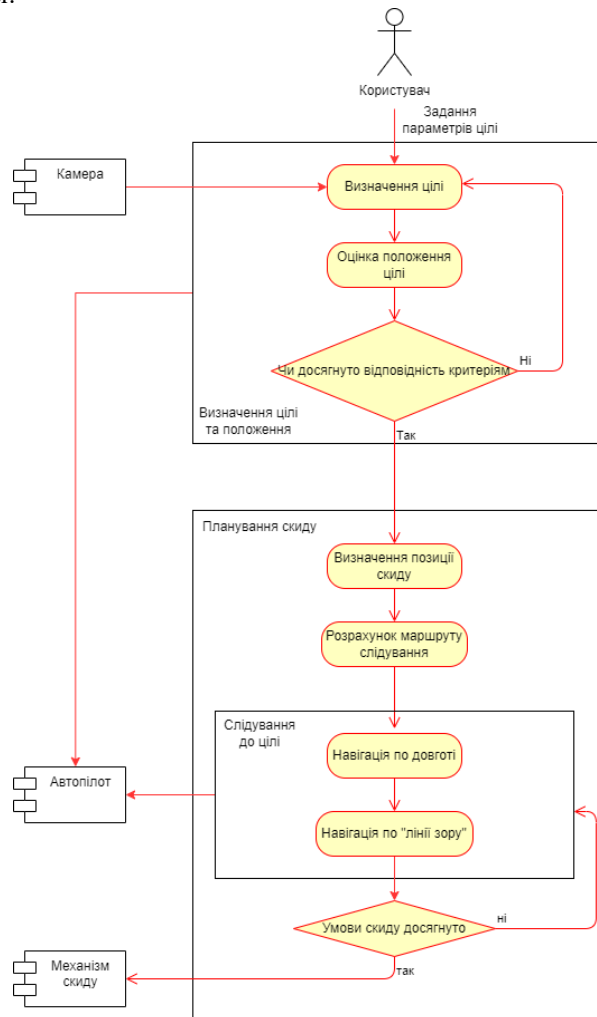 Користувач
Задання
параметрів цілі
Камера
Визначення цілі
Оцінка положення
цілі
Чи досягнуто відповідність критеріям
Ні
Визначення цілі
та положення
Так
Планування скиду
Визначення позиції
скиду
Розрахунок маршруту
слідування
Слідування
до цілі
Навігація по довготі
Автопілот
Навігація по "лінії зору"
Умови скиду досягнуто
ні
так
Механізм
скиду